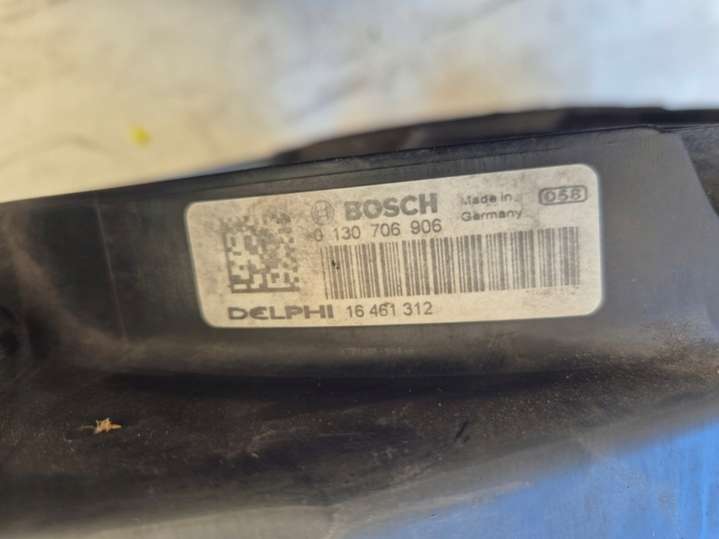 BOSCH
0 130 706 906
Made in
Germany
058
DELPHI 16 461 312